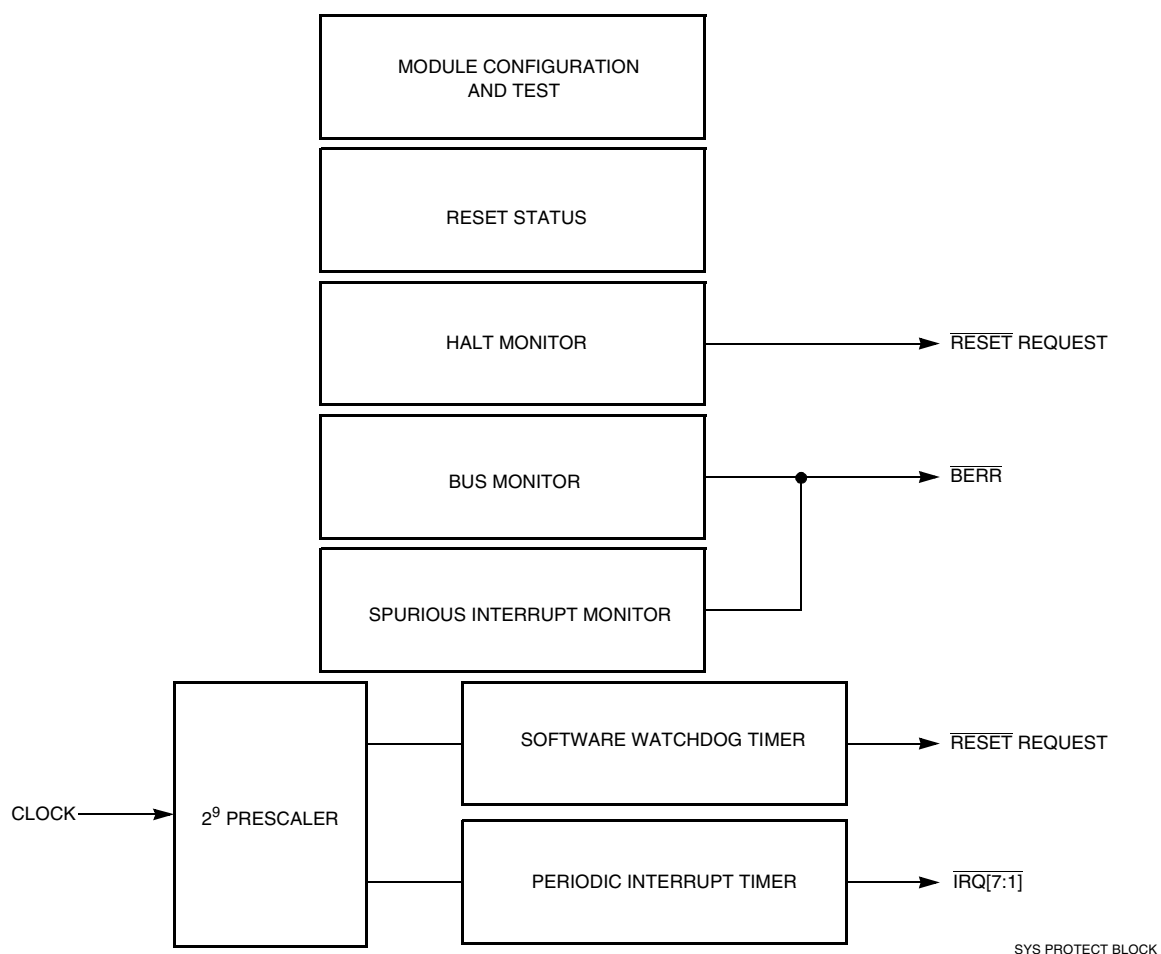 MODULE CONFIGURATION
AND TEST
RESET STATUS
HALT MONITOR
RESET REQUEST
BUS MONITOR
BERR
SPURIOUS INTERRUPT MONITOR
SOFTWARE WATCHDOG TIMER
RESET REQUEST
CLOCK
2⁹ PRESCALER
PERIODIC INTERRUPT TIMER
IRQ[7:1]
SYS PROTECT BLOCK